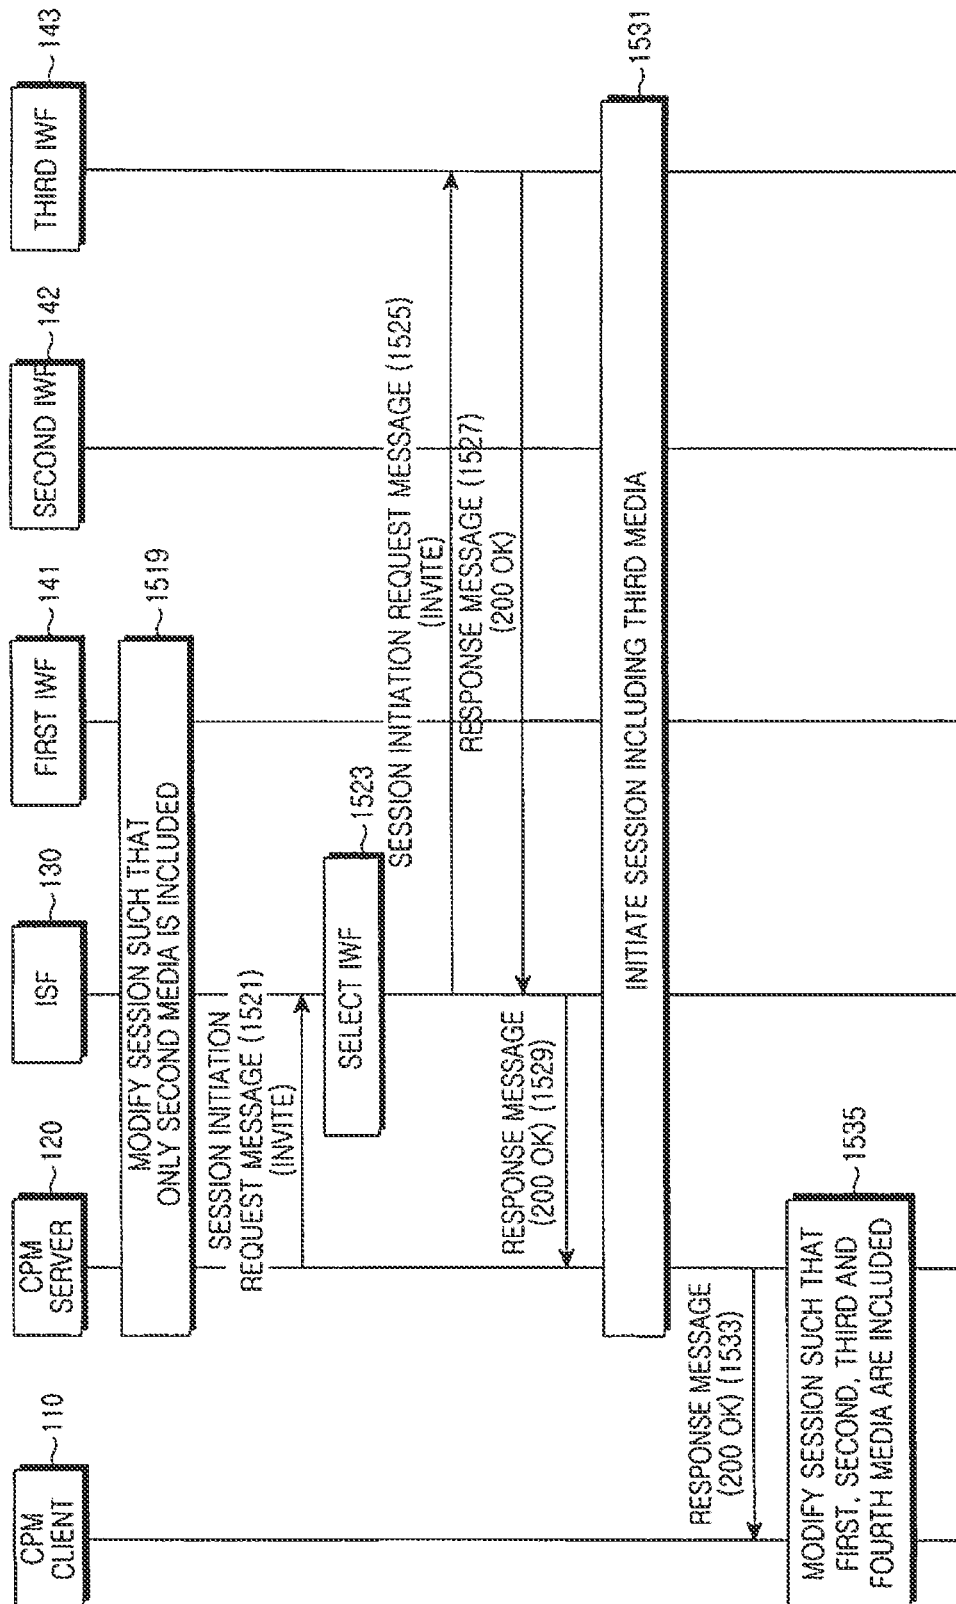 CPM
CLIENT
110
CPM
SERVER
120
ISF
130
FIRST IWF
141
SECOND IWF
142
THIRD IWF
143
MODIFY SESSION SUCH THAT
ONLY SECOND MEDIA IS INCLUDED
1519
SESSION INITIATION
REQUEST MESSAGE (1521)
(INVITE)
SELECT IWF
1523
SESSION INITIATION REQUEST MESSAGE (1525)
(INVITE)
RESPONSE MESSAGE (1527)
(200 OK)
RESPONSE MESSAGE
(200 OK) (1529)
INITIATE SESSION INCLUDING THIRD MEDIA
1531
RESPONSE MESSAGE
(200 OK) (1533)
MODIFY SESSION SUCH THAT
FIRST, SECOND, THIRD AND
FOURTH MEDIA ARE INCLUDED
1535